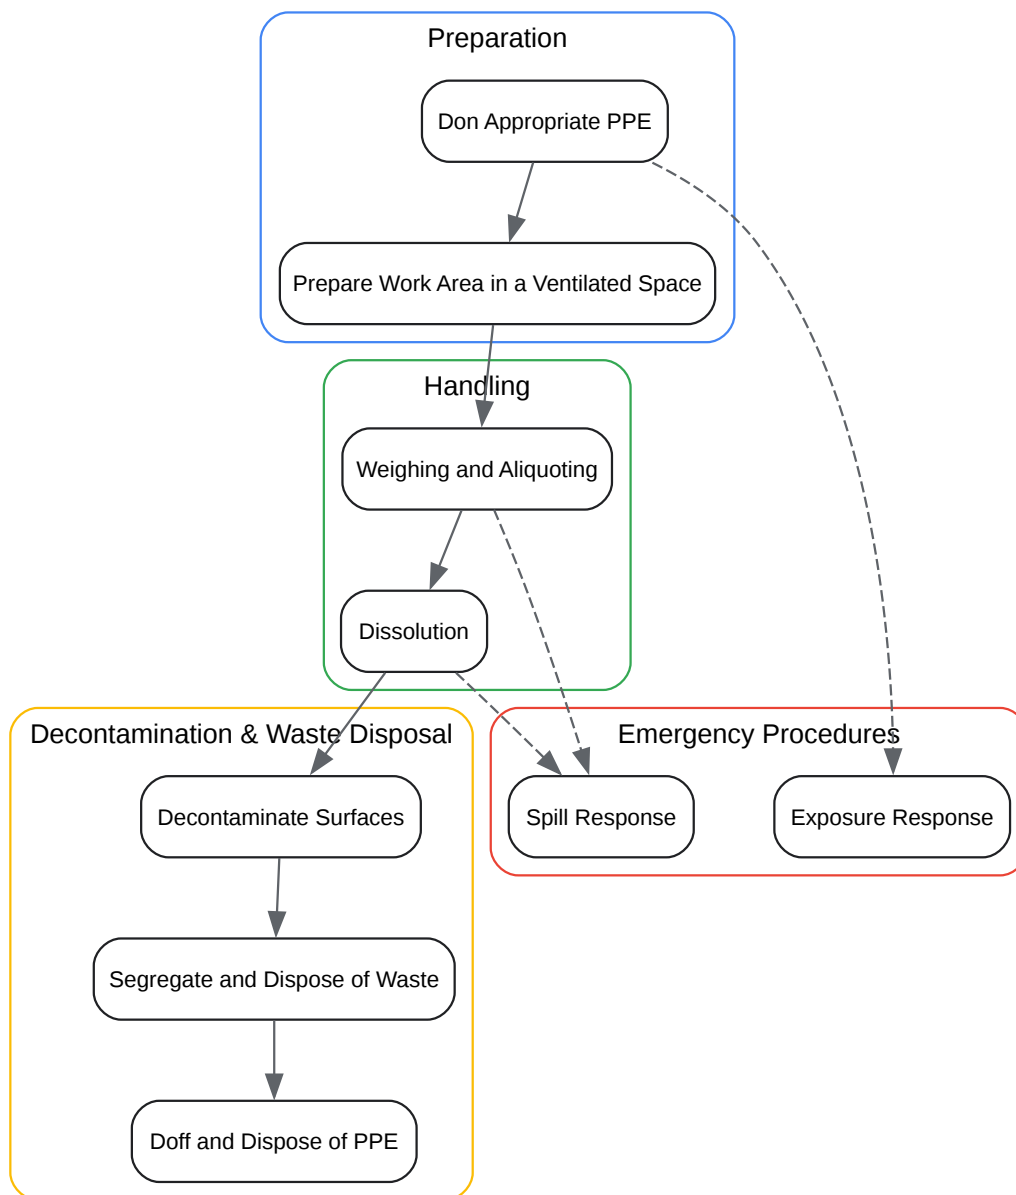 Preparation
Don Appropriate PPE
Prepare Work Area in a Ventilated Space
Handling
Weighing and Aliquoting
Dissolution
Decontamination & Waste Disposal
Decontaminate Surfaces
Segregate and Dispose of Waste
Doff and Dispose of PPE
Emergency Procedures
Spill Response
Exposure Response